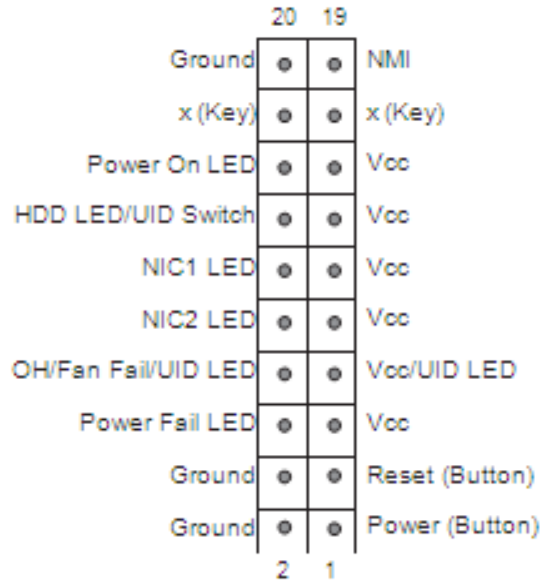 20 19
Ground NMI
x (Key) x (Key)
Power On LED Vcc
HDD LED/UID Switch Vcc
NIC1 LED Vcc
NIC2 LED Vcc
OH/Fan Fail/UID LED Vcc/UID LED
Power Fail LED Vcc
Ground Reset (Button)
Ground Power (Button)
2 1